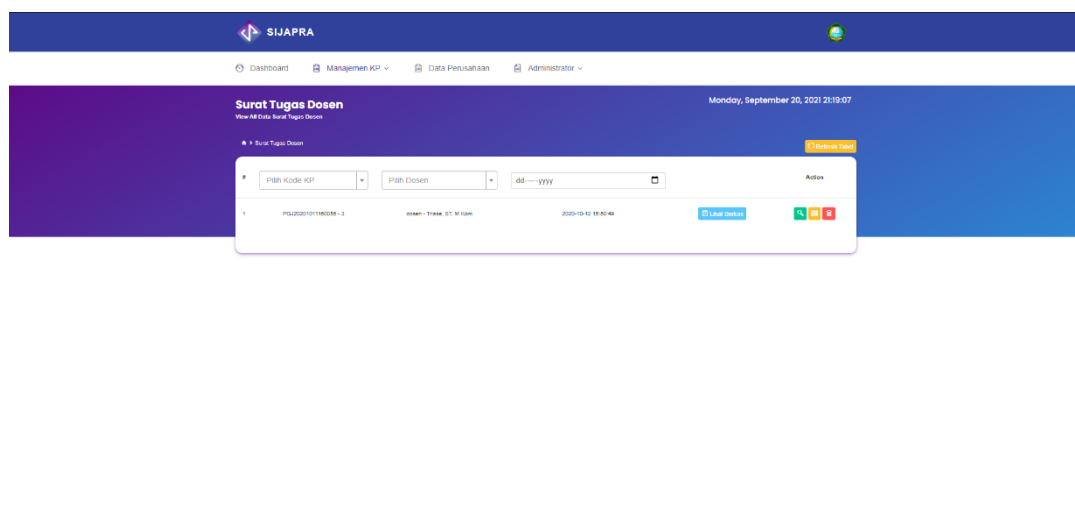 SIJAPRA
Dashboard Manajemen KP Data Perusahaan Administrator
Surat Tugas Dosen
Monday, September 20, 2021 21:19:07
View All Data Surat Tugas Dosen
Surat Tugas Dosen
Refresh Tabel
# Pilih Kode KP Pilih Dosen dd-----yyyy Action
1 dosen - 2020-10-12 Lihat Berkas